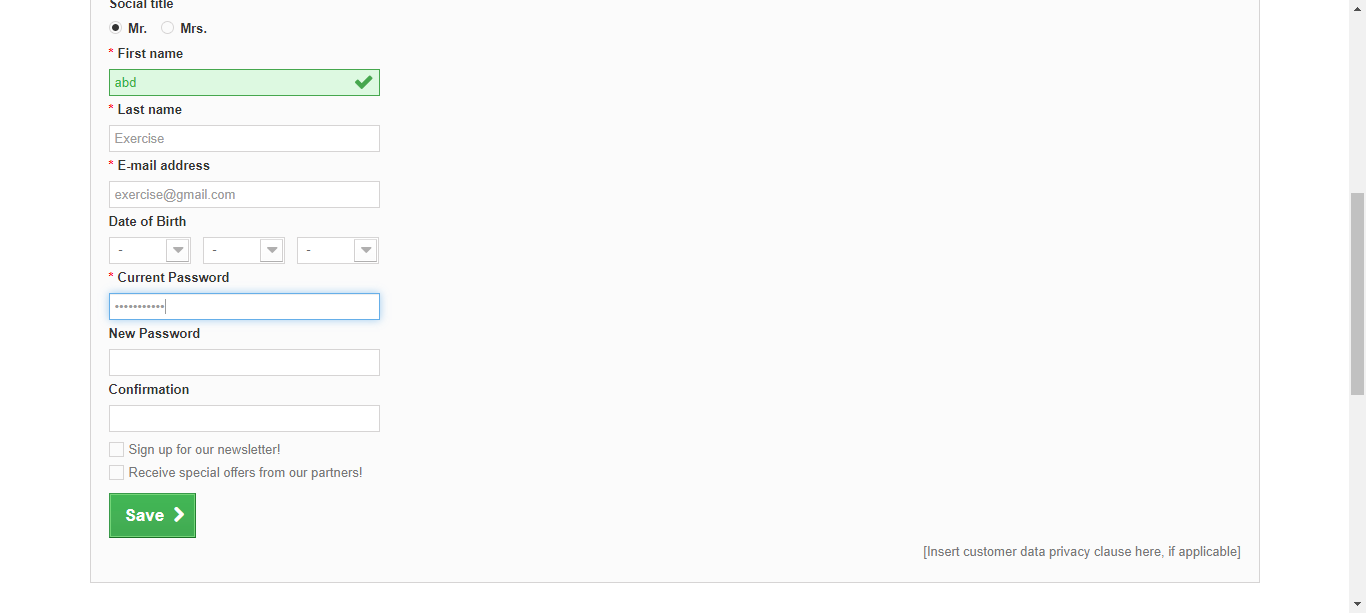 Social title
Mr. Mrs.
* First name
abd
* Last name
Exercise
* E-mail address
exercise@gmail.com
Date of Birth
- - -
* Current Password
•••••••••••
New Password
Confirmation
Sign up for our newsletter!
Receive special offers from our partners!
Save
[Insert customer data privacy clause here, if applicable]